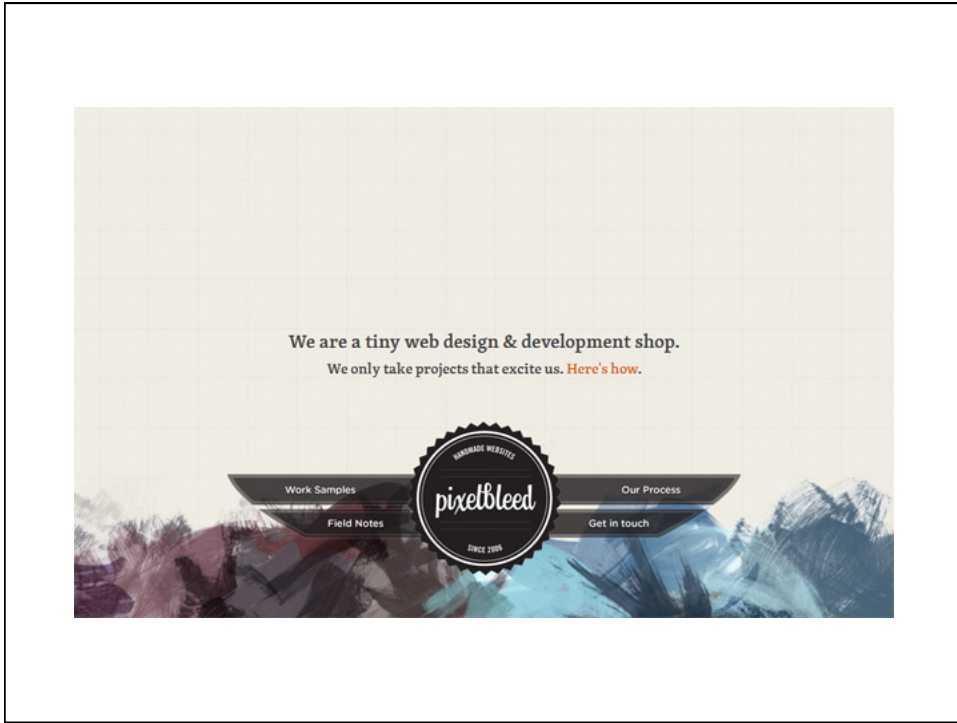 We are a tiny web design & development shop.
We only take projects that excite us. Here's how.
HANDMADE WEBSITES
Work Samples
pixelbleed
Our Process
Field Notes
Get in touch
SINCE 2006